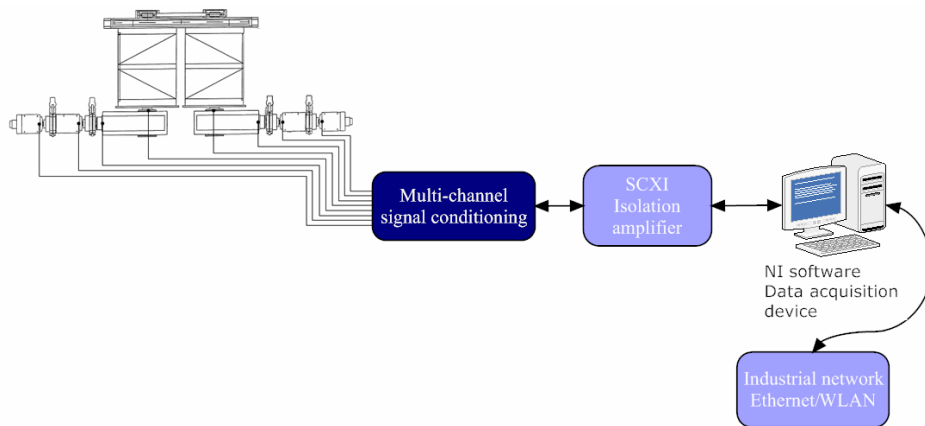 Multi-channel
signal conditioning
SCXI
Isolation
amplifier
NI software
Data acquisition
device
Industrial network
Ethernet/WLAN